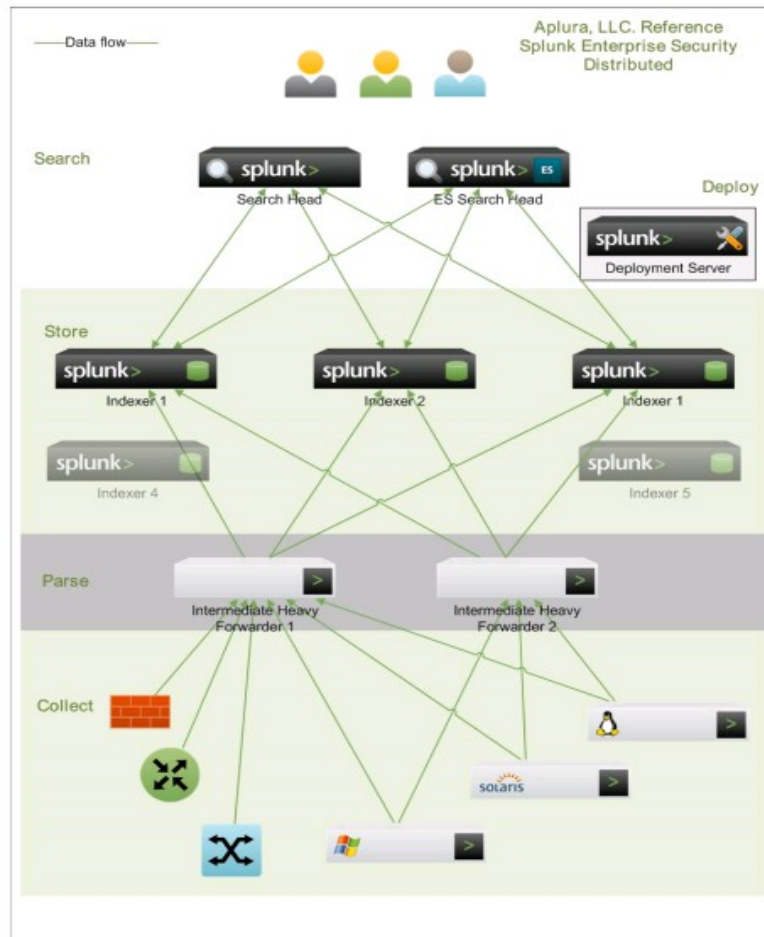 Data flow
Aplura, LLC. Reference
Splunk Enterprise Security
Distributed
Search
splunk>
splunk> ES
Search Head
ES Search Head
Deploy
splunk>
Deployment Server
Store
splunk>
splunk>
splunk>
Indexer 1
Indexer 2
Indexer 1
splunk>
splunk>
Indexer 4
Indexer 5
Parse
>
>
Intermediate Heavy
Forwarder 1
Intermediate Heavy
Forwarder 2
Collect
>
SOLARIS >
>